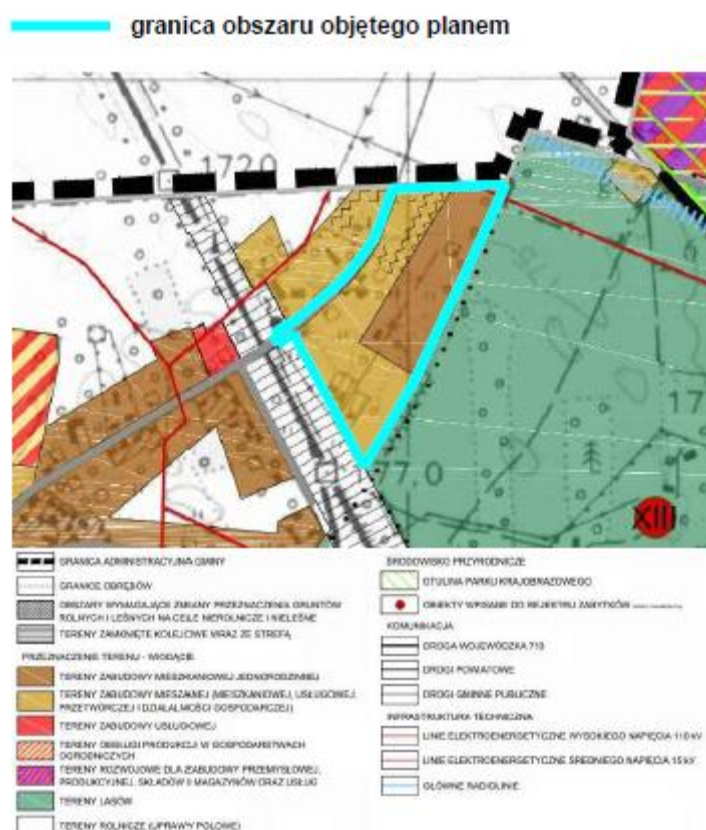 granica obszaru objętego planem
172,0
177,0
17
XIII
GRANICA ADMINISTRACYJNA GMINY
GRANICE OBRĘBÓW
OBSZARY WYMAGAJĄCE ZMIANY PRZEZNACZENIA GRUNTÓW
ROLNYCH I LEŚNYCH NA CELE NIEROLNICZE I NIELEŚNE
TERENY ZAMKNIĘTE KOLEJOWE WRAZ ZE STREFĄ
PRZEZNACZENIE TERENU - WIODĄCE:
TERENY ZABUDOWY MIESZKANIOWEJ JEDNORODZINNEJ
TERENY ZABUDOWY MIESZANEJ (MIESZKANIOWEJ, USŁUGOWEJ,
PRZETWÓRCZEJ I DZIAŁALNOŚCI GOSPODARCZEJ)
TERENY ZABUDOWY USŁUGOWEJ
TERENY OBSŁUGI PRODUKCJI W GOSPODARSTWACH
OGRODNICZYCH
TERENY ROZWOJOWE DLA ZABUDOWY PRZEMYSŁOWEJ,
PRODUKCYJNEJ, SKŁADÓW I MAGAZYNÓW ORAZ USŁUG
TERENY LASÓW
TERENY ROLNICZE (UPRAWY POLOWE)
ŚRODOWISKO PRZYRODNICZE
OTULINA PARKU KRAJOBRAZOWEGO
OBIEKTY WPISANE DO REJESTRU ZABYTKÓW
KOMUNIKACJA
DROGA WOJEWÓDZKA 713
DROGI POWIATOWE
DROGI GMINNE PUBLICZNE
INFRASTRUKTURA TECHNICZNA
LINIE ELEKTROENERGETYCZNE WYSOKIEGO NAPIĘCIA 110 kV
LINIE ELEKTROENERGETYCZNE ŚREDNIEGO NAPIĘCIA 15 kV
GŁÓWNE RADIOLINIE